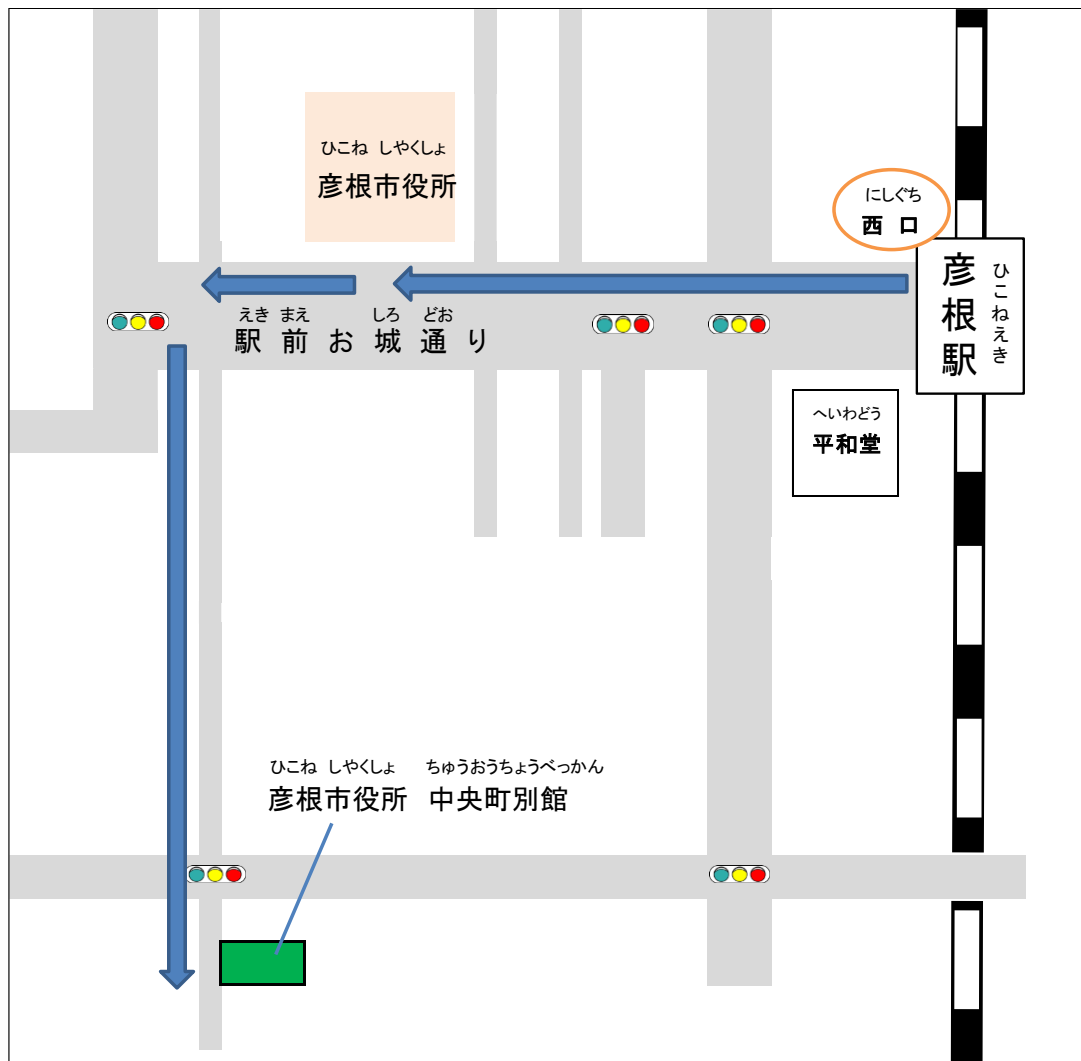 ひこね しやくしょ
彦根市役所
にしぐち
西 口
彦根駅
ひこねえき
えき まえ しろ どお
駅 前 お 城 通 り
へいわどう
平和堂
ひこね しやくしょ ちゅうおうちょうべっかん
彦根市役所 中央町別館